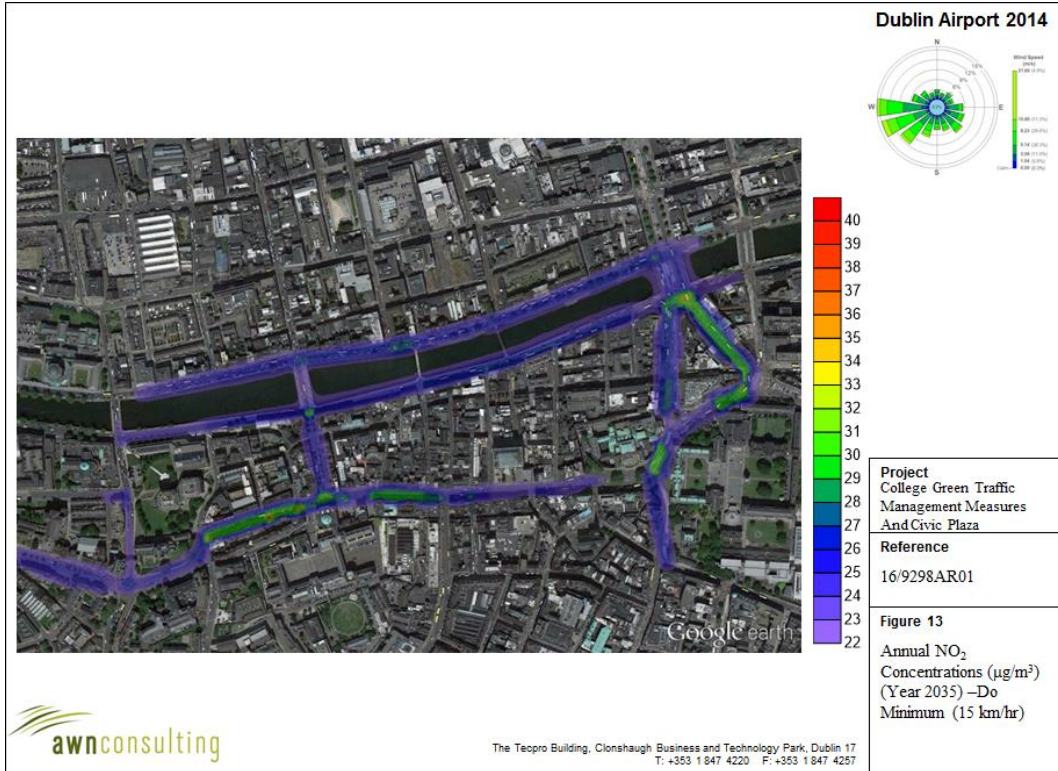 Dublin Airport 2014
N
Wind Speed
(m/s)
W
E
S
40
39
38
37
36
35
34
33
32
31
30
29
28
27
26
25
24
23
22
Google earth
Project
College Green Traffic
Management Measures
And Civic Plaza
Reference
16/9298AR01
Figure 13
Annual NO₂
Concentrations (µg/m³)
(Year 2035) –Do
Minimum (15 km/hr)
awnconsulting
The Tecpro Building, Clonshaugh Business and Technology Park, Dublin 17
T: +353 1 847 4220 F: +353 1 847 4257